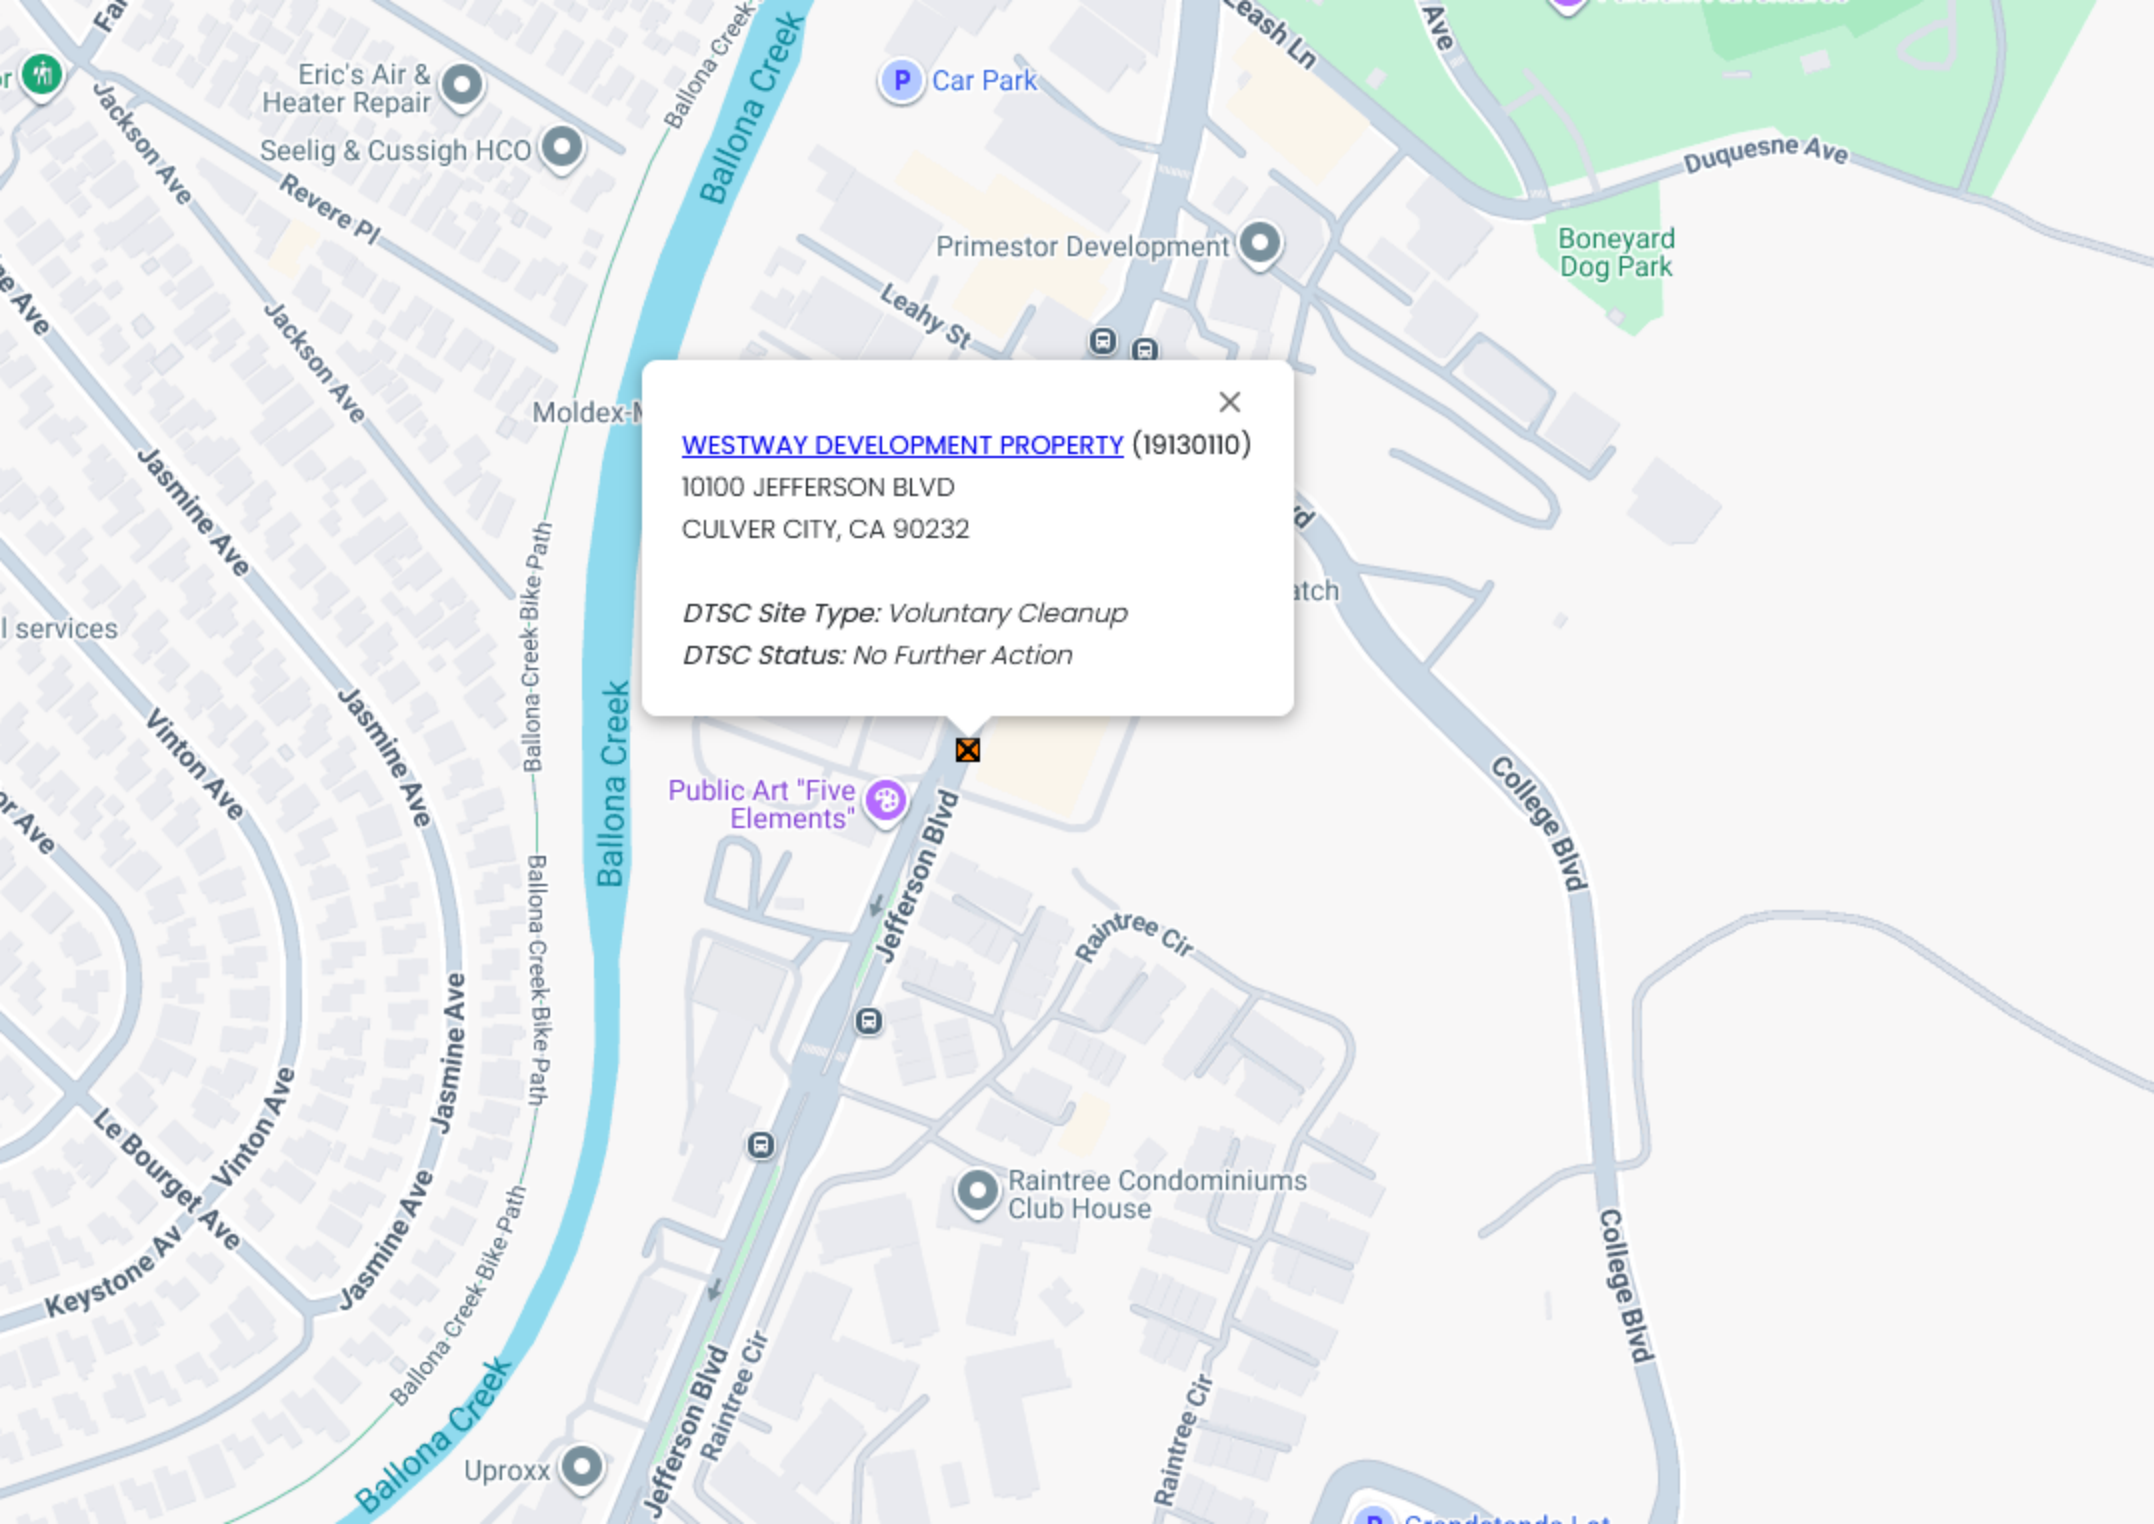 Leash Ln
Ave
Ballona Creek
Ballona Creek
Car Park
P
Eric's Air &
Heater Repair
Jackson Ave
Seelig & Cussigh HCO
Duquesne Ave
Revere Pl
Primestor Development
Boneyard
Dog Park
Leahy St
Jackson Ave
Moldex-M
WESTWAY DEVELOPMENT PROPERTY (19130110)
10100 JEFFERSON BLVD
CULVER CITY, CA 90232
DTSC Site Type: Voluntary Cleanup
DTSC Status: No Further Action
Jasmine Ave
Ballona Creek Bike Path
l services
Ballona Creek
Jasmine Ave
Vinton Ave
Public Art "Five
Elements"
Jefferson Blvd
College Blvd
Ballona Creek Bike Path
Raintree Cir
Jasmine Ave
Vinton Ave
Le Bourget Ave
Raintree Condominiums
Club House
Keystone Av
Jasmine Ave
Ballona Creek Bike Path
College Blvd
Ballona Creek
Jefferson Blvd
Raintree Cir
Raintree Cir
Uproxx